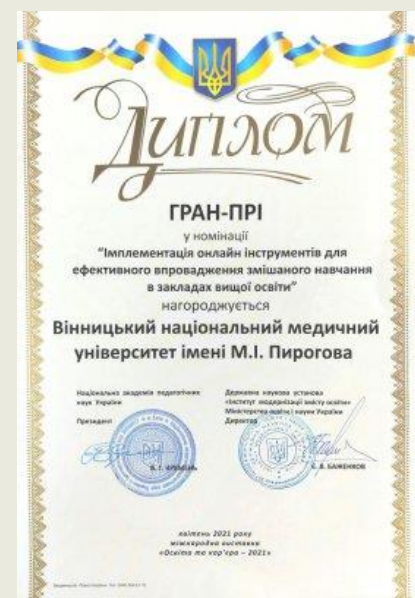 Диплом
ГРАН-ПРІ
у номінації
"Імплементація онлайн інструментів для
ефективного впровадження змішаного навчання
в закладах вищої освіти"
нагороджується
Вінницький національний медичний
університет імені М.І. Пирогова
Національна академія педагогічних
наук України
Президент
В. Г. КРЕМЕНЬ
Державна наукова установа
«Інститут модернізації змісту освіти»
Міністерства освіти і науки України
Директор
Є. В. БАЖЕНКОВ
квітень 2021 року
міжнародна виставка
«Освіта та кар'єра – 2021»